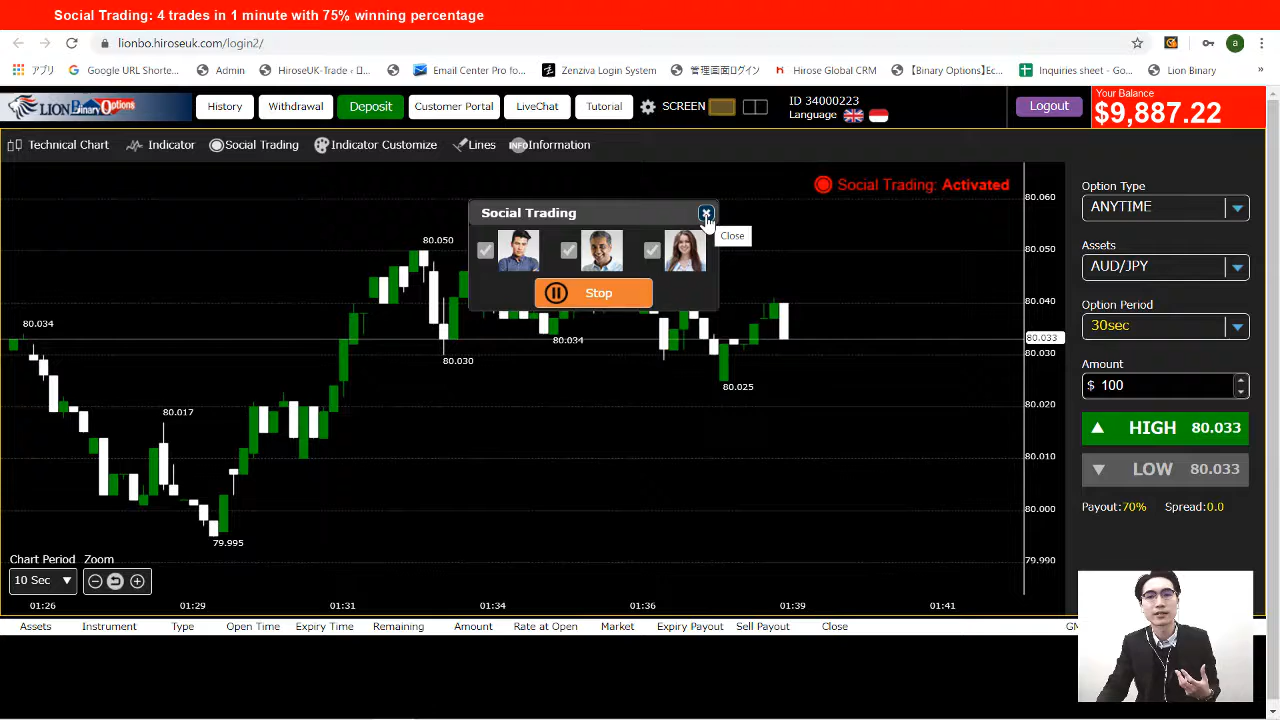 Social Trading: 4 trades in 1 minute with 75% winning percentage
lionbo.hiroseuk.com/login2/
a
アプリ Google URL Shorte... Admin HiroseUK-Trade ‹ ロ... Email Center Pro fo... Zenziva Login System 管理画面ログイン Hirose Global CRM 【Binary Options】Ec... Inquiries sheet - Go... Lion Binary »
LION Binary Options
History Withdrawal Deposit Customer Portal LiveChat Tutorial SCREEN
ID 34000223
Language
Logout
Your Balance
$9,887.22
Technical Chart Indicator Social Trading Indicator Customize Lines INFO Information
Social Trading: Activated
Social Trading
Close
Stop
80.034
80.017
79.995
80.050
80.030
80.034
80.025
80.060
80.050
80.040
80.033
80.030
80.020
80.010
80.000
79.990
Option Type
ANYTIME
Assets
AUD/JPY
Option Period
30sec
Amount
$ 100
HIGH 80.033
LOW 80.033
Payout:70% Spread:0.0
Chart Period Zoom
10 Sec
01:26 01:29 01:31 01:34 01:36 01:39 01:41
Assets Instrument Type Open Time Expiry Time Remaining Amount Rate at Open Market Expiry Payout Sell Payout Close